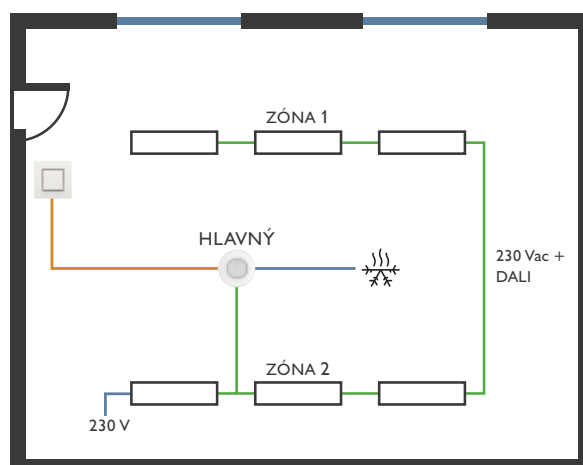 ZÓNA 1
HLAVNÝ
230 Vac +
DALI
ZÓNA 2
230 V